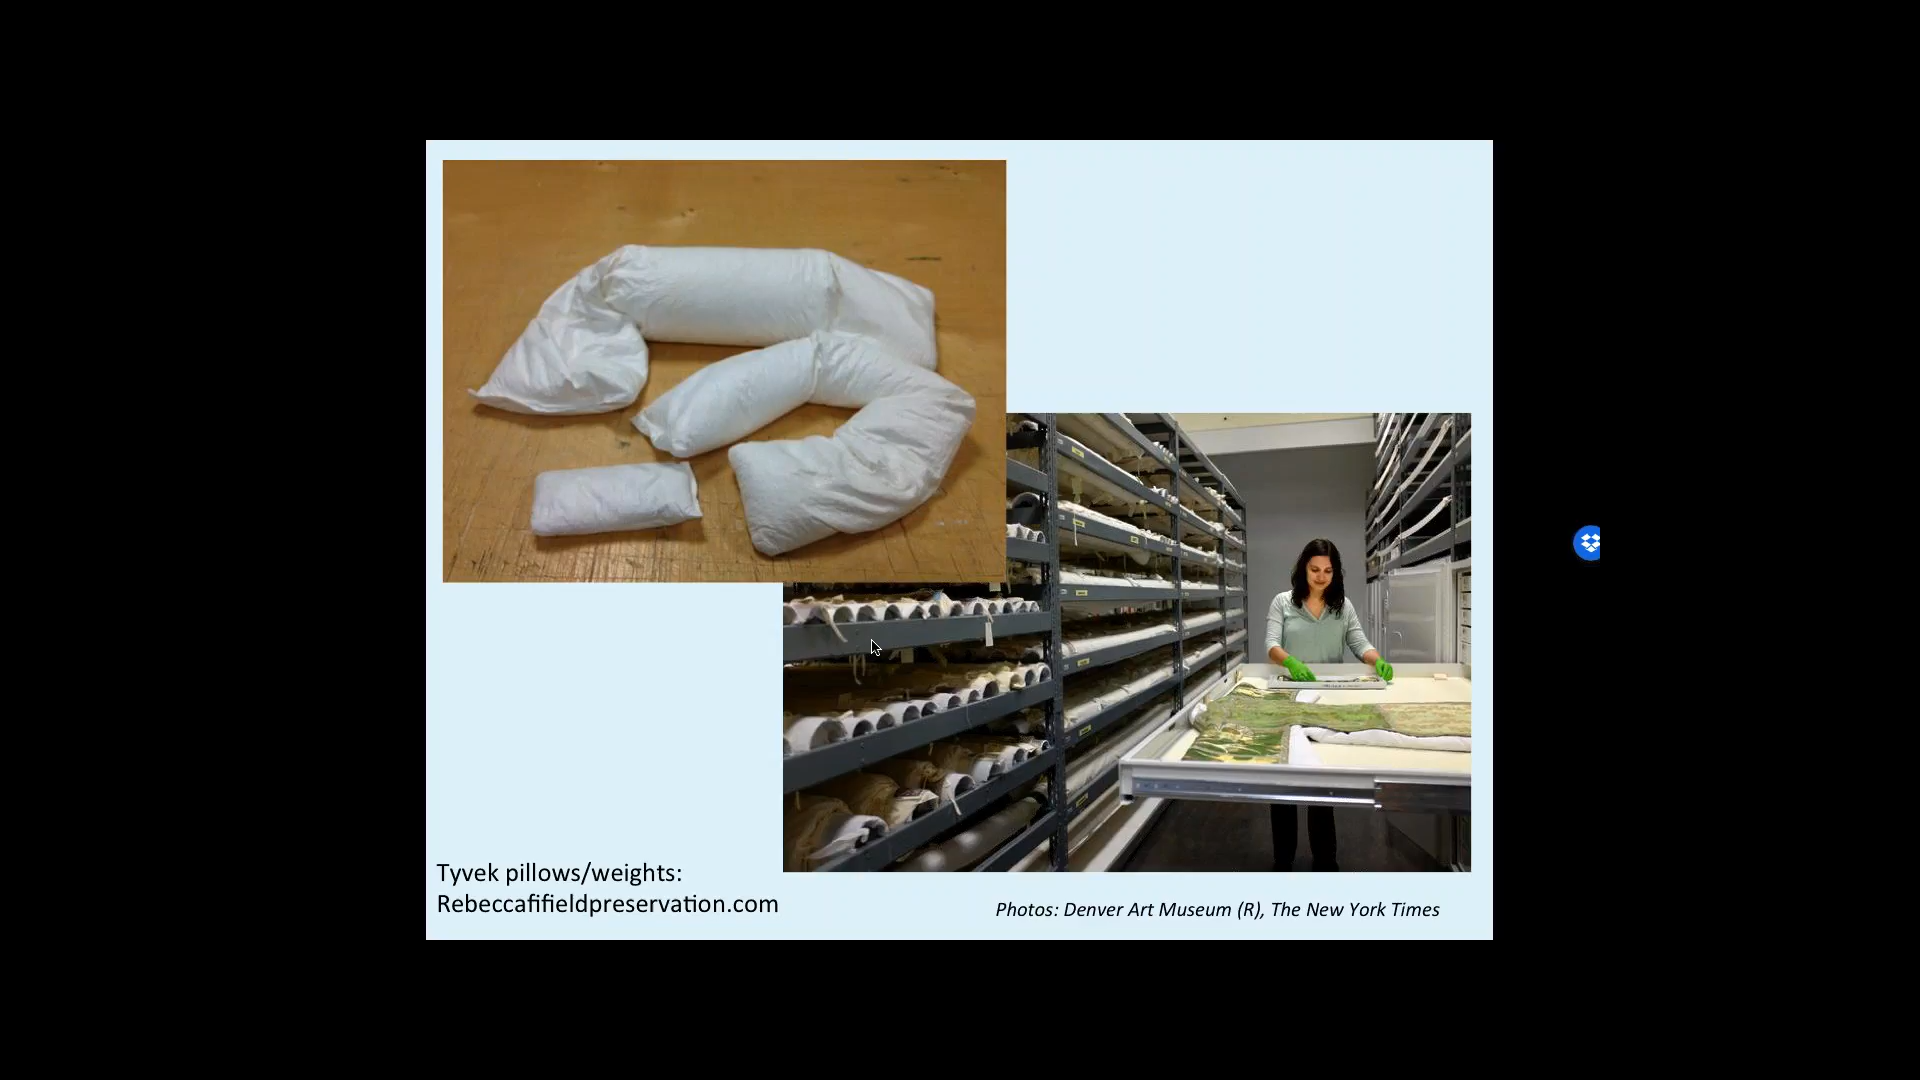 Tyvek pillows/weights:
Rebeccafifieldpreservation.com
Photos: Denver Art Museum (R), The New York Times